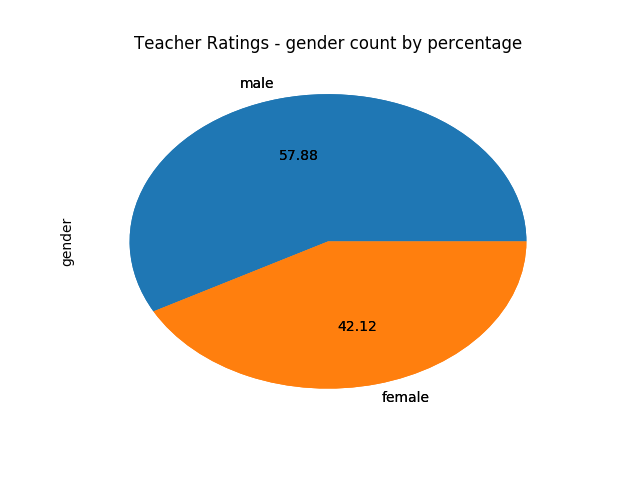 Teacher Ratings - gender count by percentage
male
57.88
gender
42.12
female